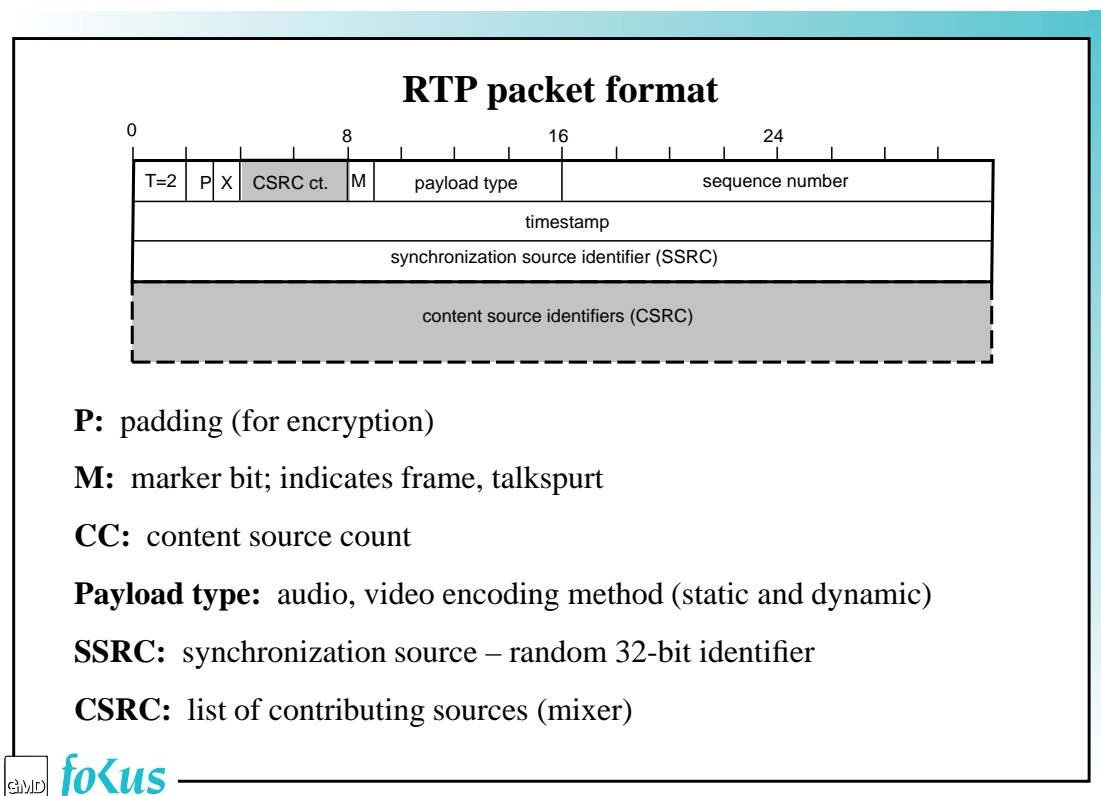 RTP packet format
0 8 16 24
T=2 P X CSRC ct. M payload type sequence number
timestamp
synchronization source identifier (SSRC)
content source identifiers (CSRC)
P: padding (for encryption)
M: marker bit; indicates frame, talkspurt
CC: content source count
Payload type: audio, video encoding method (static and dynamic)
SSRC: synchronization source – random 32-bit identifier
CSRC: list of contributing sources (mixer)
GMD fokus